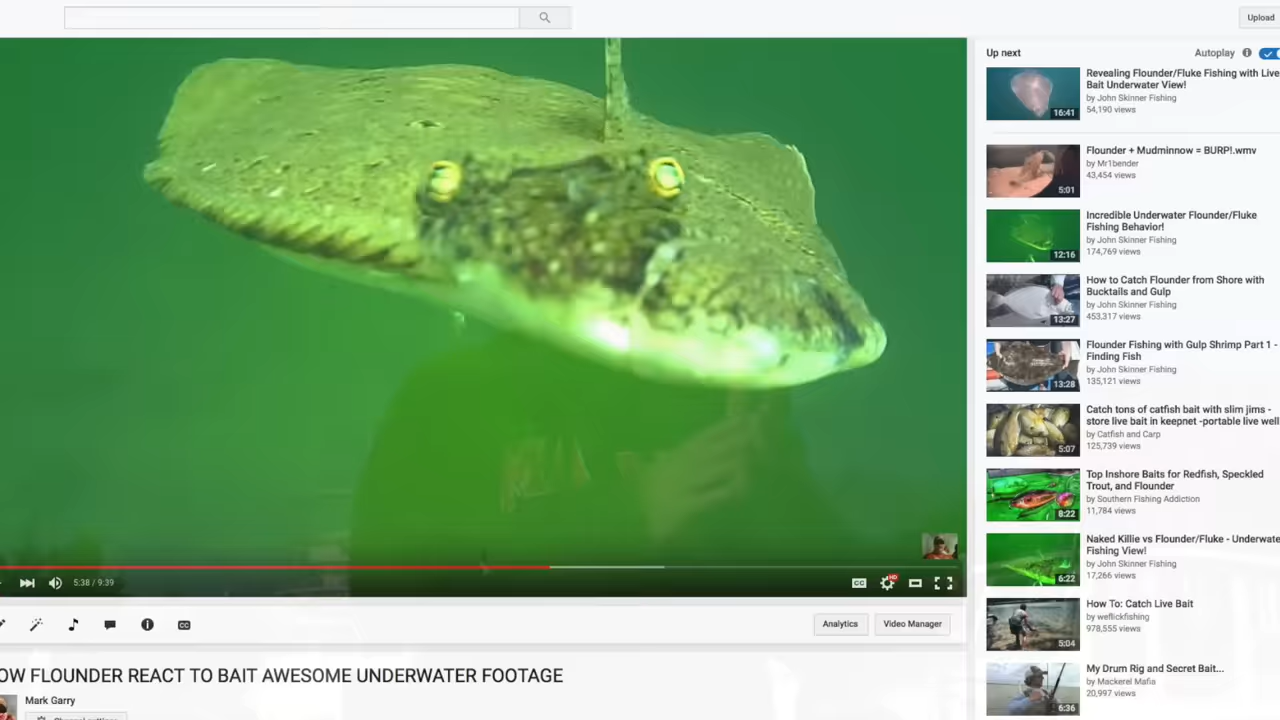 Upload
Up next
Autoplay
Revealing Flounder/Fluke Fishing with Live
Bait Underwater View!
by John Skinner Fishing
54,190 views
16:41
Flounder + Mudminnow = BURP!.wmv
by Mr1bender
43,454 views
5:01
Incredible Underwater Flounder/Fluke
Fishing Behavior!
by John Skinner Fishing
174,769 views
12:16
How to Catch Flounder from Shore with
Bucktails and Gulp
by John Skinner Fishing
453,317 views
13:27
Flounder Fishing with Gulp Shrimp Part 1 -
Finding Fish
by John Skinner Fishing
135,121 views
13:28
Catch tons of catfish bait with slim jims -
store live bait in keepnet -portable live well
by Catfish and Carp
125,739 views
5:07
Top Inshore Baits for Redfish, Speckled
Trout, and Flounder
by Southern Fishing Addiction
11,784 views
8:22
Naked Killie vs Flounder/Fluke - Underwate
Fishing View!
by John Skinner Fishing
17,266 views
6:22
How To: Catch Live Bait
by weflickfishing
978,555 views
5:04
My Drum Rig and Secret Bait...
by Mackerel Mafia
20,997 views
6:36
5:38 / 9:39
CC
HD
CC
Analytics
Video Manager
OW FLOUNDER REACT TO BAIT AWESOME UNDERWATER FOOTAGE
Mark Garry